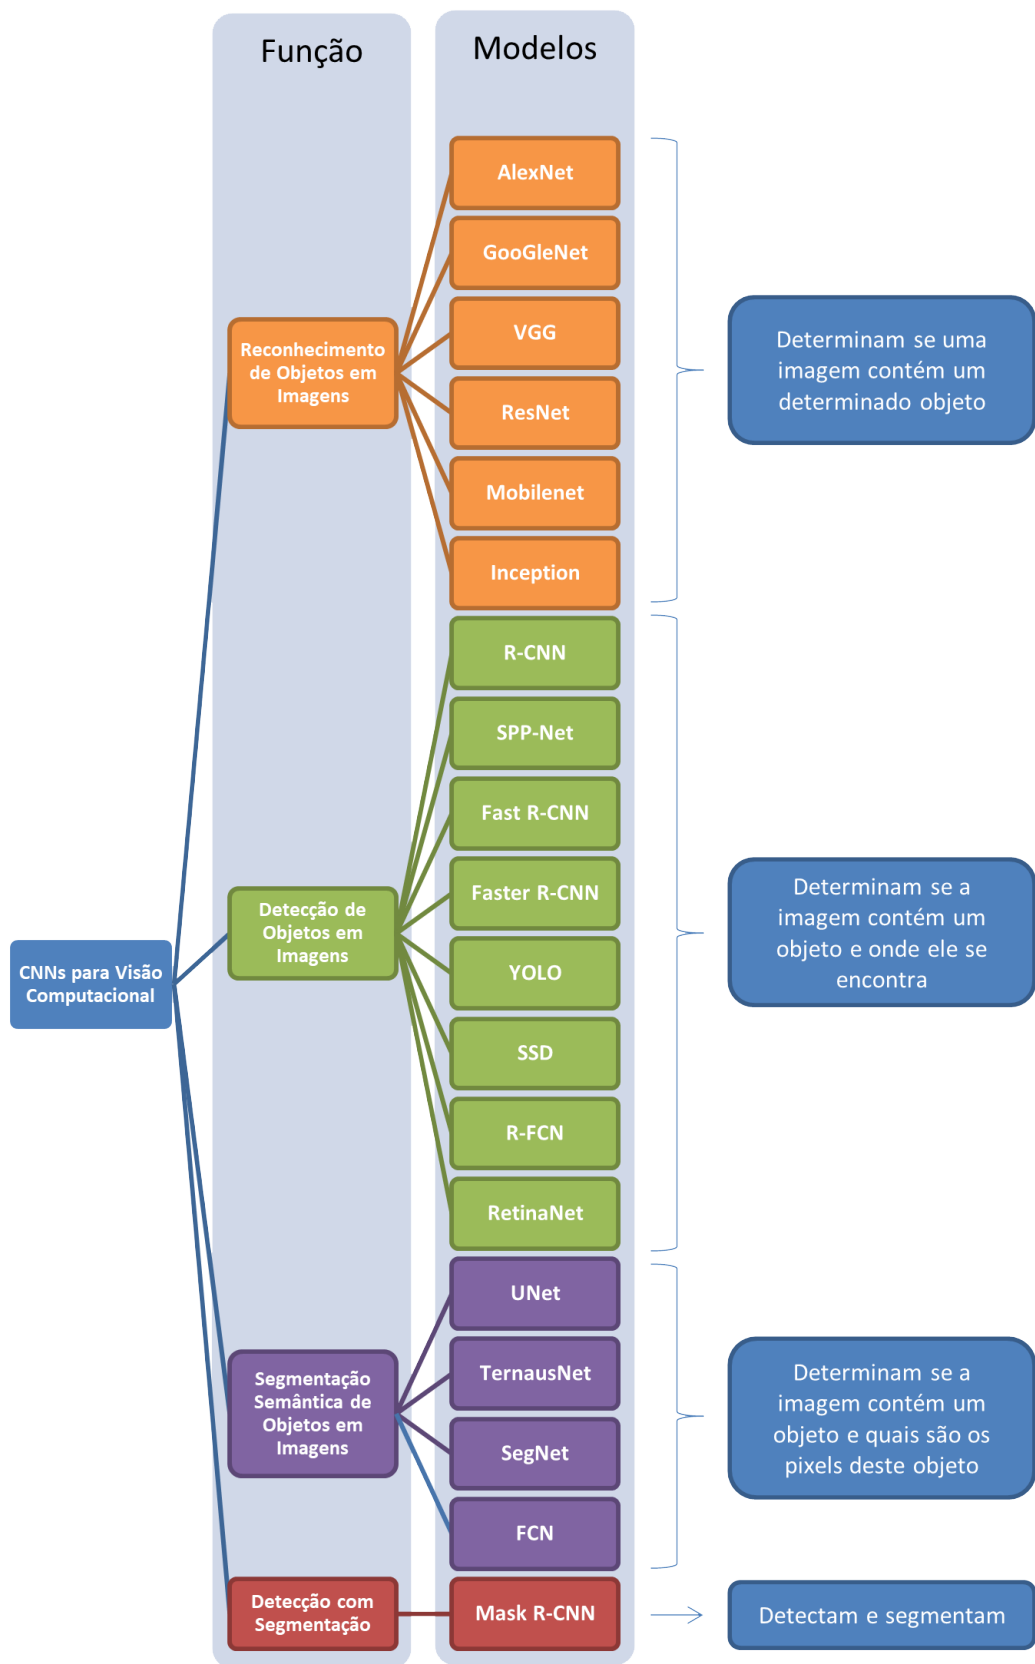 Função
Modelos
CNNs para Visão
Computacional
Reconhecimento
de Objetos em
Imagens
AlexNet
GooGleNet
VGG
ResNet
Mobilenet
Inception
Determinam se uma
imagem contém um
determinado objeto
Detecção de
Objetos em
Imagens
R-CNN
SPP-Net
Fast R-CNN
Faster R-CNN
YOLO
SSD
R-FCN
RetinaNet
Determinam se a
imagem contém um
objeto e onde ele se
encontra
Segmentação
Semântica de
Objetos em
Imagens
UNet
TernausNet
SegNet
FCN
Determinam se a
imagem contém um
objeto e quais são os
pixels deste objeto
Detecção com
Segmentação
Mask R-CNN
Detectam e segmentam